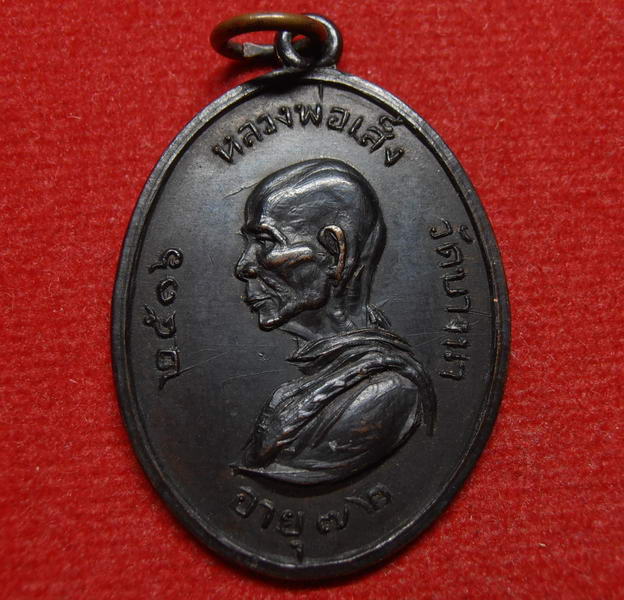 หลวงพ่อเส็ง
วัดบางนา
๒๕๑๖
อายุ ๗๒